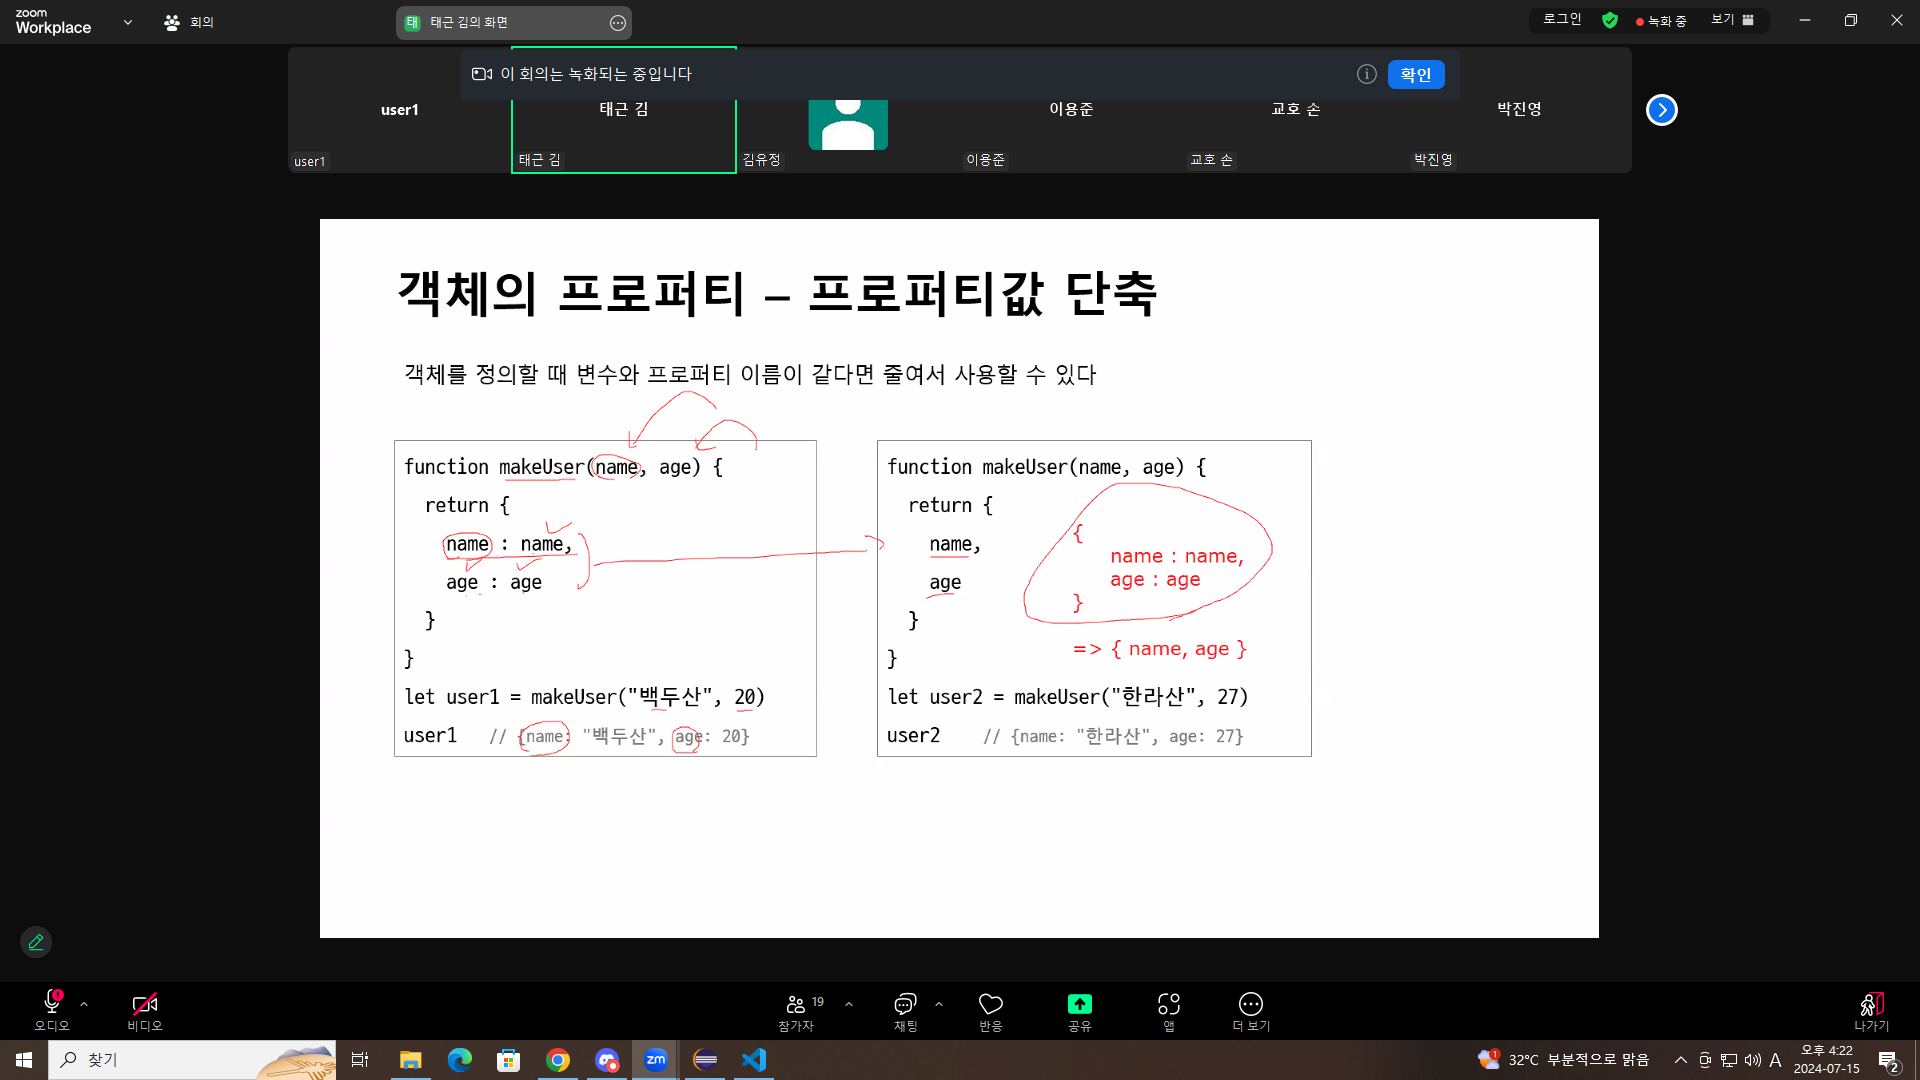 zoom
Workplace
회의
태
태근 김의 화면
로그인
녹화 중
보기
이 회의는 녹화되는 중입니다
확인
user1
태근 김
이용준
교호 손
박진영
user1
태근 김
김유정
이용준
교호 손
박진영
객체의 프로퍼티 – 프로퍼티값 단축
객체를 정의할 때 변수와 프로퍼티 이름이 같다면 줄여서 사용할 수 있다
function makeUser(name, age) {
return {
name : name,
age : age
}
}
let user1 = makeUser("백두산", 20)
user1 // {name: "백두산", age: 20}
function makeUser(name, age) {
return {
name,
age
}
}
let user2 = makeUser("한라산", 27)
user2 // {name: "한라산", age: 27}
{
name : name,
age : age
}
=> { name, age }
오디오
비디오
19
참가자
채팅
반응
공유
앱
더 보기
나가기
찾기
zm
1
32°C 부분적으로 맑음
A
오후 4:22
2024-07-15
2